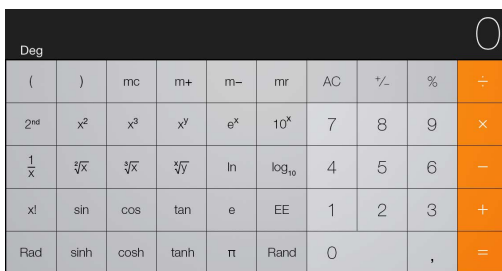 0
Deg
( ) mc m+ m− mr AC +/− % ÷
2ⁿᵈ x² x³ xʸ eˣ 10ˣ 7 8 9 ×
1/x ²√x ³√x ˣ√y ln log₁₀ 4 5 6 −
x! sin cos tan e EE 1 2 3 +
Rad sinh cosh tanh π Rand 0 , =